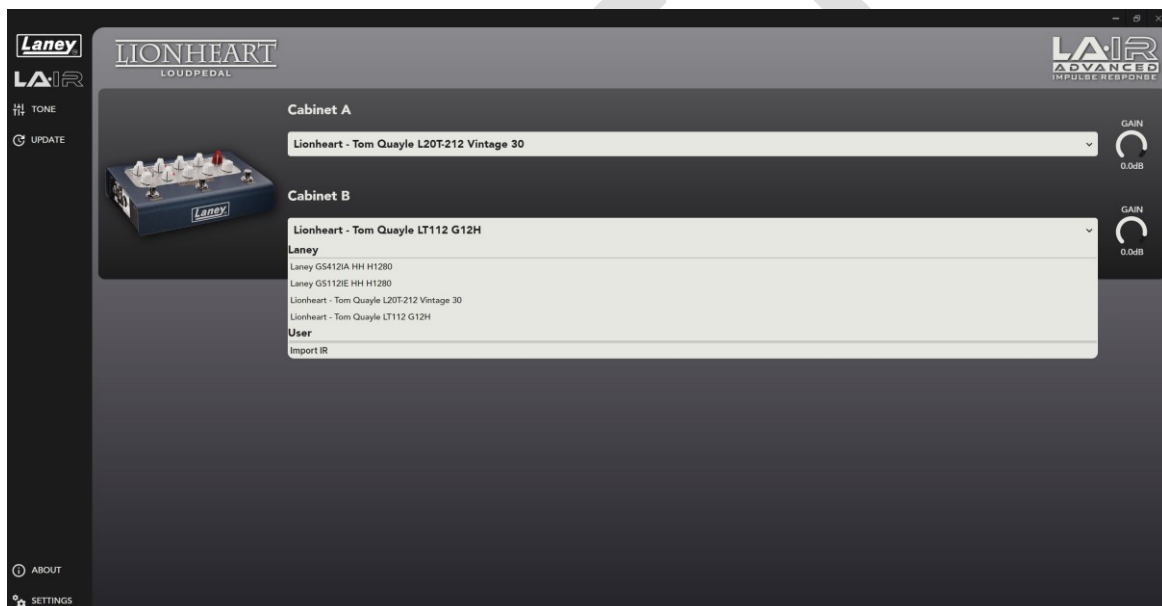 Laney
LA·IR
TONE
UPDATE
ABOUT
SETTINGS
LIONHEART
LOUDPEDAL
LA·IR
ADVANCED
IMPULSE RESPONSE
Cabinet A
Lionheart - Tom Quayle L20T-212 Vintage 30
GAIN
0.0dB
Laney
Cabinet B
Lionheart - Tom Quayle LT112 G12H
GAIN
0.0dB
Laney
Laney GS412IA HH H1280
Laney GS112IE HH H1280
Lionheart - Tom Quayle L20T-212 Vintage 30
Lionheart - Tom Quayle LT112 G12H
User
Import IR